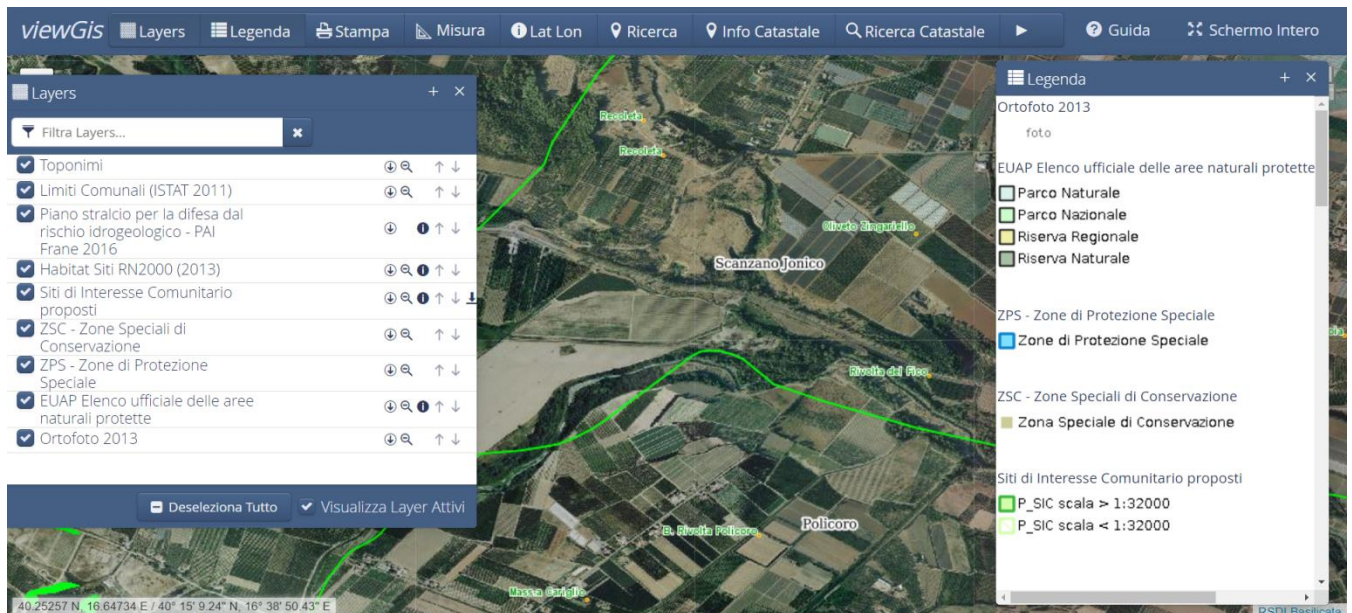 viewGis Layers Legenda Stampa Misura Lat Lon Ricerca Info Catastale Ricerca Catastale Guida Schermo Intero
Layers
Filtra Layers...
Toponimi
Limiti Comunali (ISTAT 2011)
Piano stralcio per la difesa dal
rischio idrogeologico - PAI
Frane 2016
Habitat Siti RN2000 (2013)
Siti di Interesse Comunitario
proposti
ZSC - Zone Speciali di
Conservazione
ZPS - Zone di Protezione
Speciale
EUAP Elenco ufficiale delle aree
naturali protette
Ortofoto 2013
Deseleziona Tutto Visualizza Layer Attivi
Recoleta
Recoleta
Oliveto Zingariello
Scanzano Jonico
Rivolta del Fico
B. Rivolta Policoro
Policoro
40.25257 N, 16.64734 E / 40° 15' 9.24" N, 16° 38' 50.43" E
Legenda
Ortofoto 2013
foto
EUAP Elenco ufficiale delle aree naturali protette
Parco Naturale
Parco Nazionale
Riserva Regionale
Riserva Naturale
ZPS - Zone di Protezione Speciale
Zone di Protezione Speciale
ZSC - Zone Speciali di Conservazione
Zona Speciale di Conservazione
Siti di Interesse Comunitario proposti
P_SIC scala > 1:32000
P_SIC scala < 1:32000
RSDI Basilicata